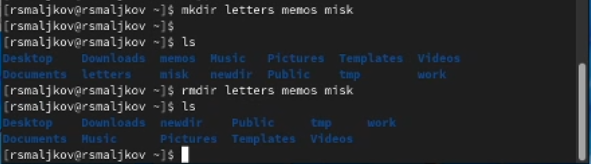 [rsmaljkov@rsmaljkov ~]$ mkdir letters memos misk
[rsmaljkov@rsmaljkov ~]$
[rsmaljkov@rsmaljkov ~]$ ls
Desktop Downloads memos Music Pictures Templates Videos
Documents letters misk newdir Public tmp work
[rsmaljkov@rsmaljkov ~]$ rmdir letters memos misk
[rsmaljkov@rsmaljkov ~]$ ls
Desktop Downloads newdir Public tmp work
Documents Music Pictures Templates Videos
[rsmaljkov@rsmaljkov ~]$